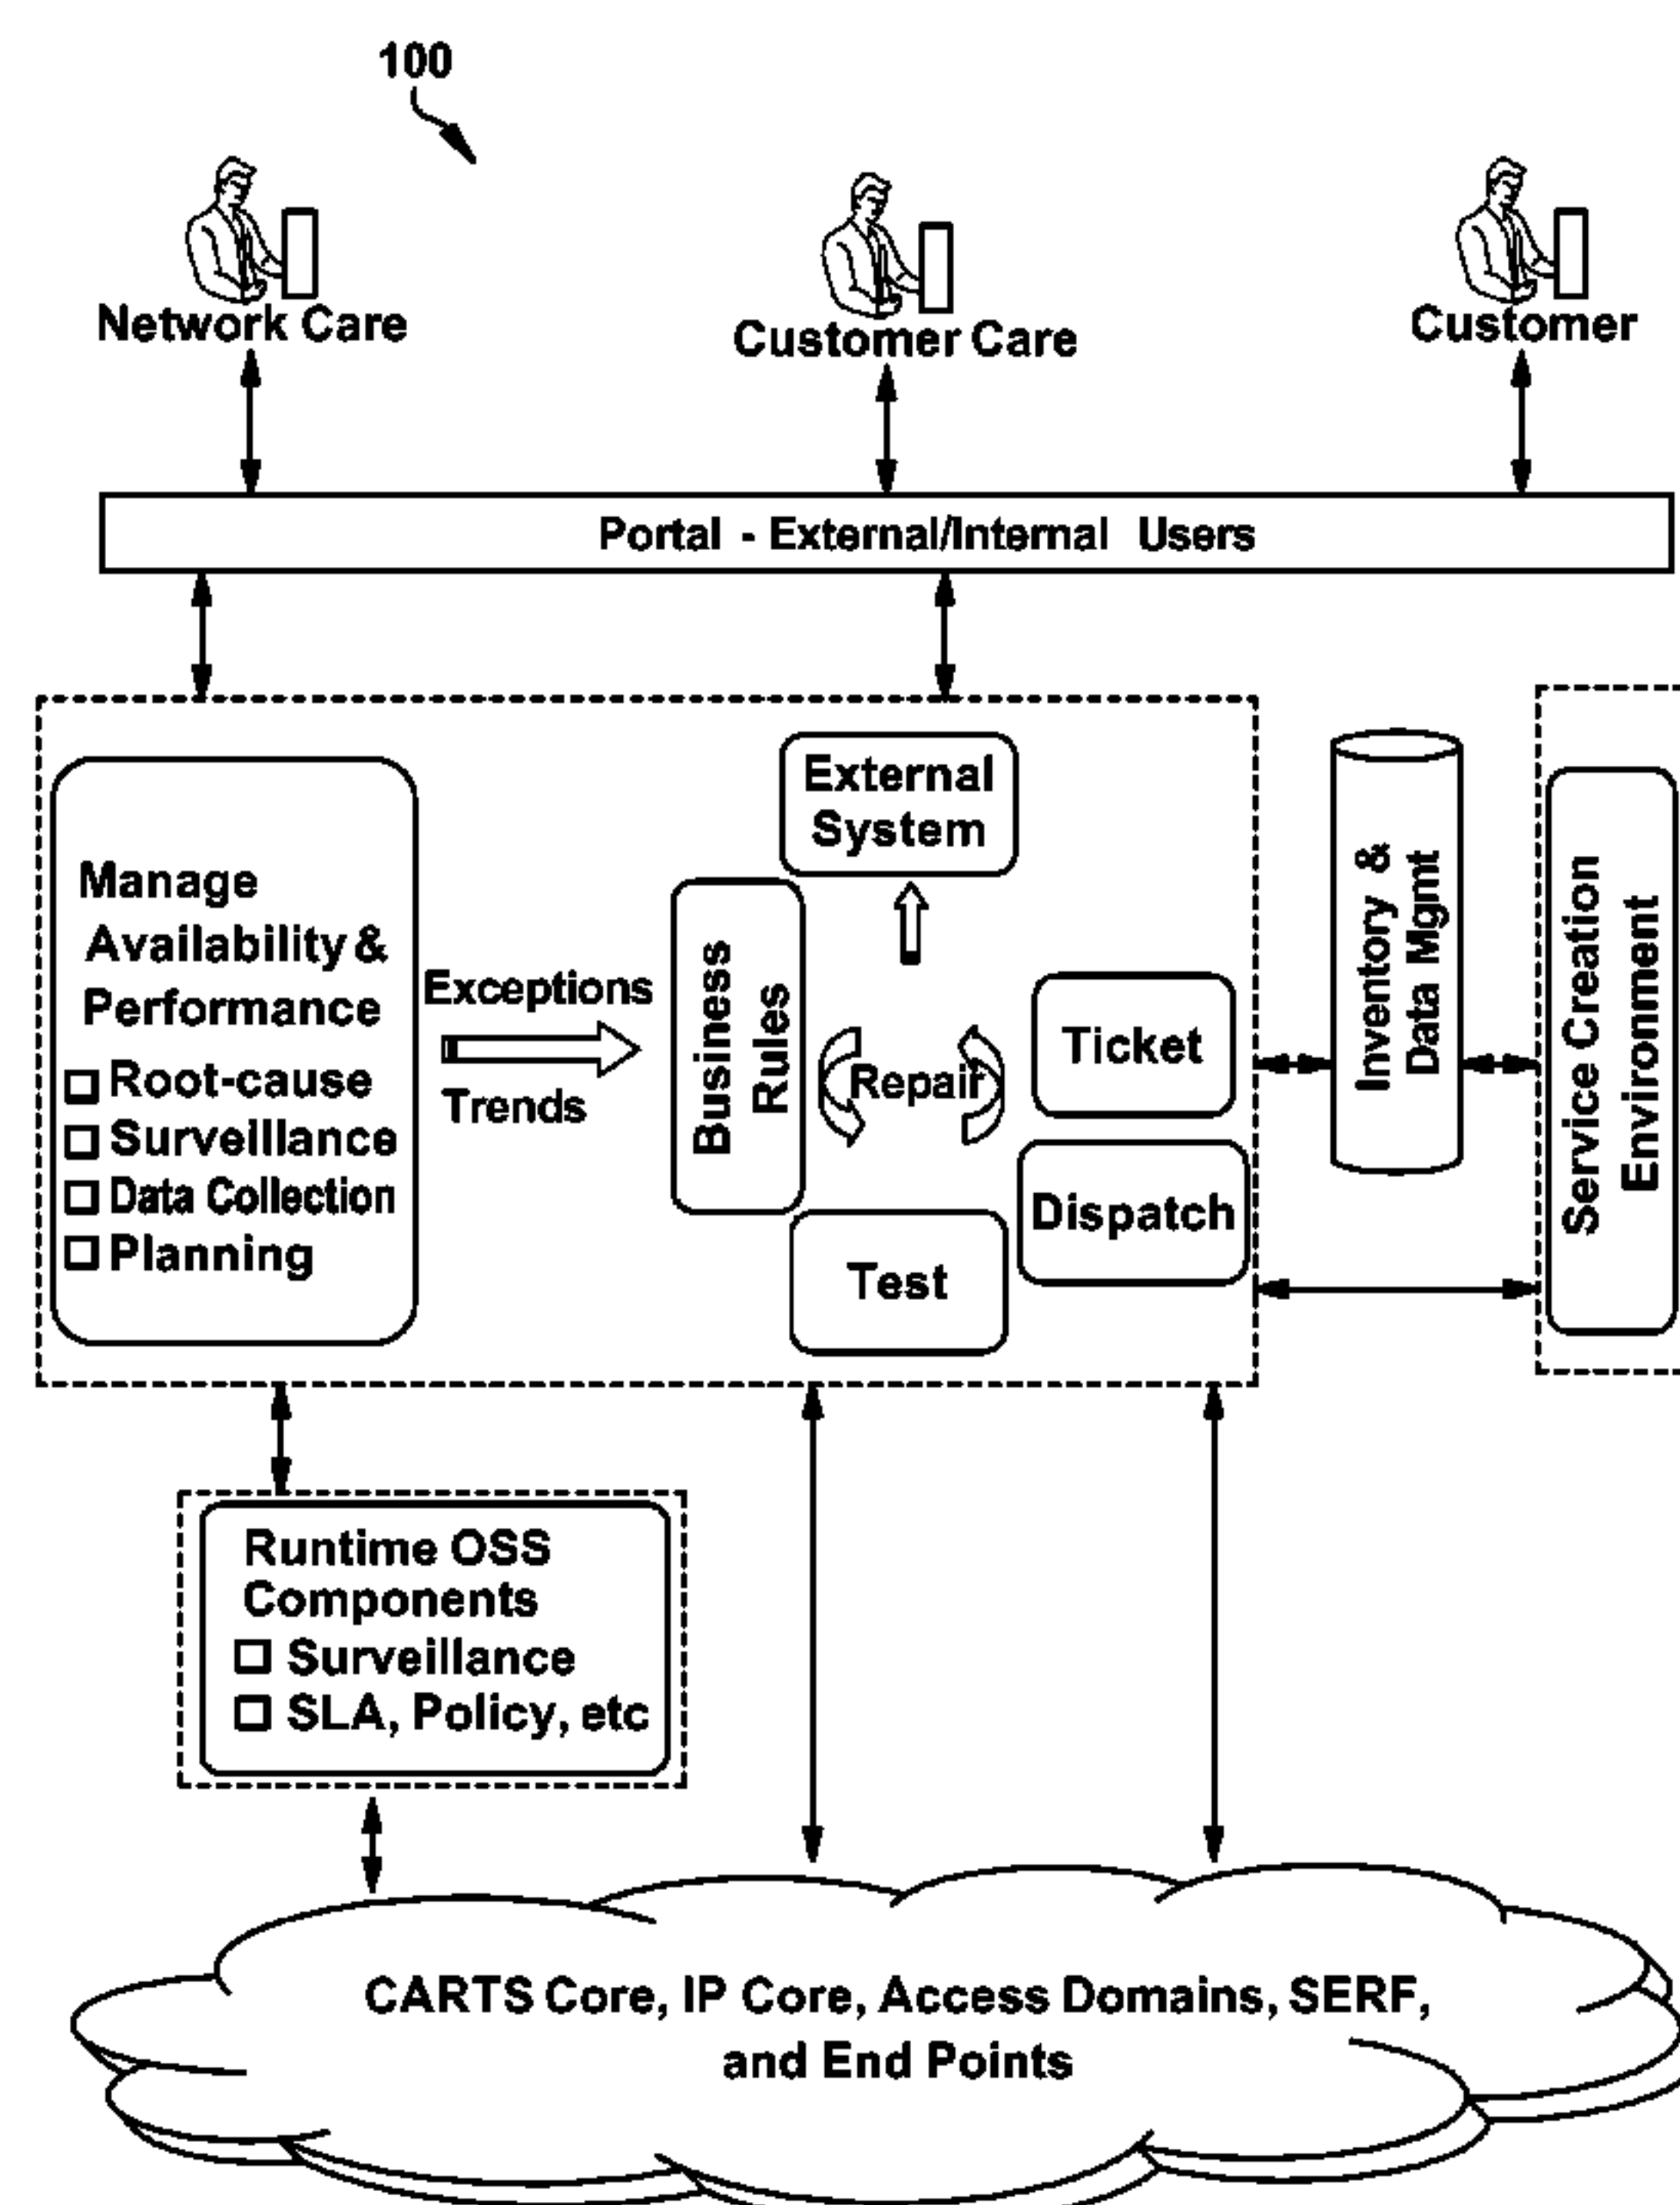 100
Network Care
Customer Care
Customer
Portal - External/Internal Users
Manage
Availability &
Performance
Root-cause
Surveillance
Data Collection
Planning
Exceptions
Trends
Business
Rules
External
System
Repair
Ticket
Dispatch
Test
Inventory &
Data Mgmt
Service Creation
Environment
Runtime OSS
Components
Surveillance
SLA, Policy, etc
CARTS Core, IP Core, Access Domains, SERF,
and End Points